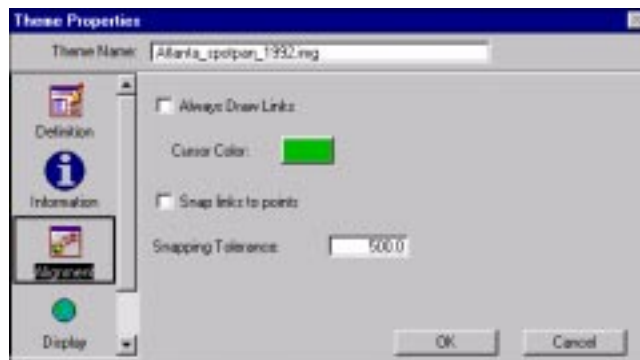 Theme Properties
Theme Name: Atlanta_spotpan_1992.img
Definition
Information
Alignment
Display
Always Draw Links
Cursor Color:
Snap links to points
Snapping Tolerance: 500.0
OK Cancel